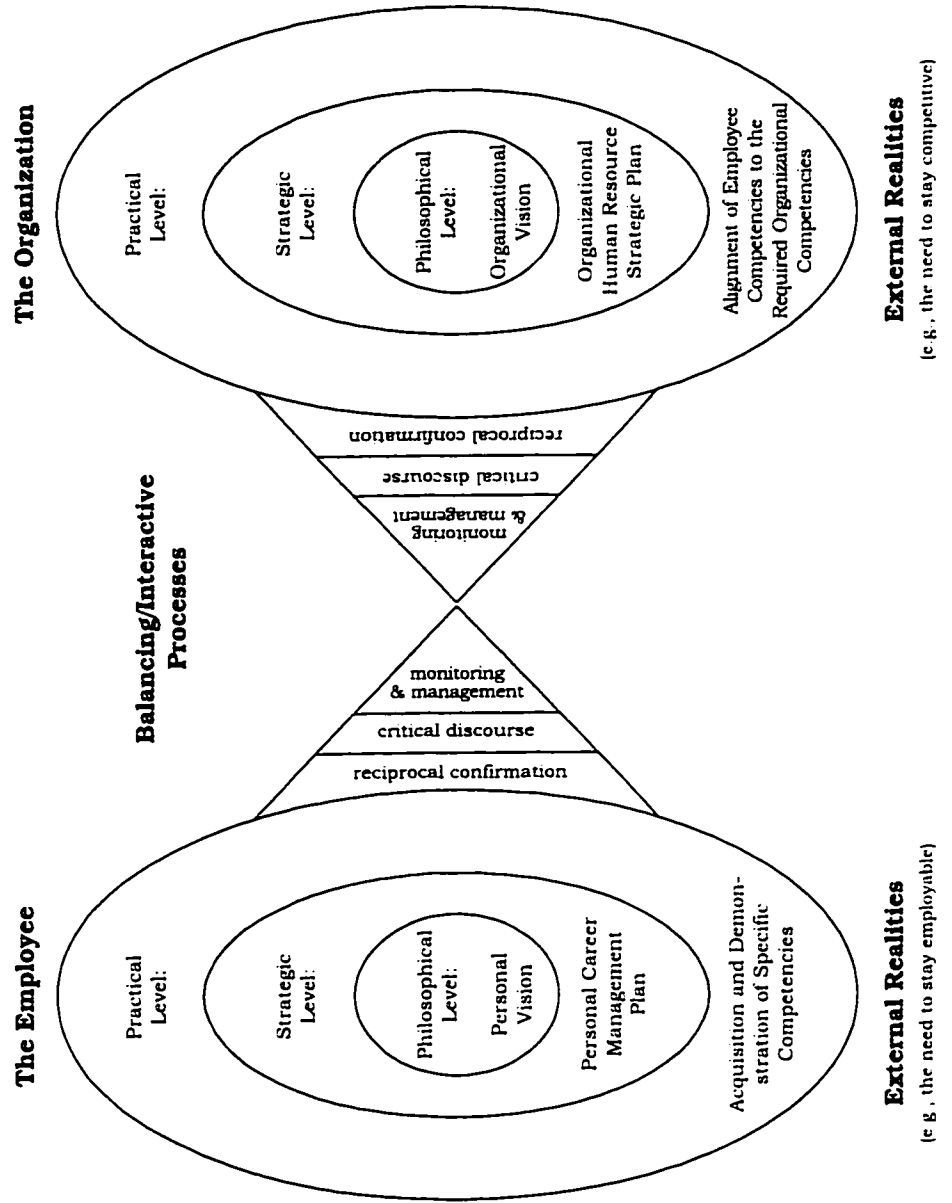 The Employee
Practical
Level:
Strategic
Level:
Philosophical
Level:
Personal
Vision
Personal Career
Management
Plan
Acquisition and Demon-
stration of Specific
Competencies
External Realities
(e g, the need to stay employable)
Balancing/Interactive
Processes
reciprocal confirmation
critical discourse
monitoring
& management
monitoring
& management
critical discourse
reciprocal confirmation
The Organization
Practical
Level:
Strategic
Level:
Philosophical
Level:
Organizational
Vision
Organizational
Human Resource
Strategic Plan
Alignment of Employee
Competencies to the
Required Organizational
Competencies
External Realities
(e g., the need to stay competitive)